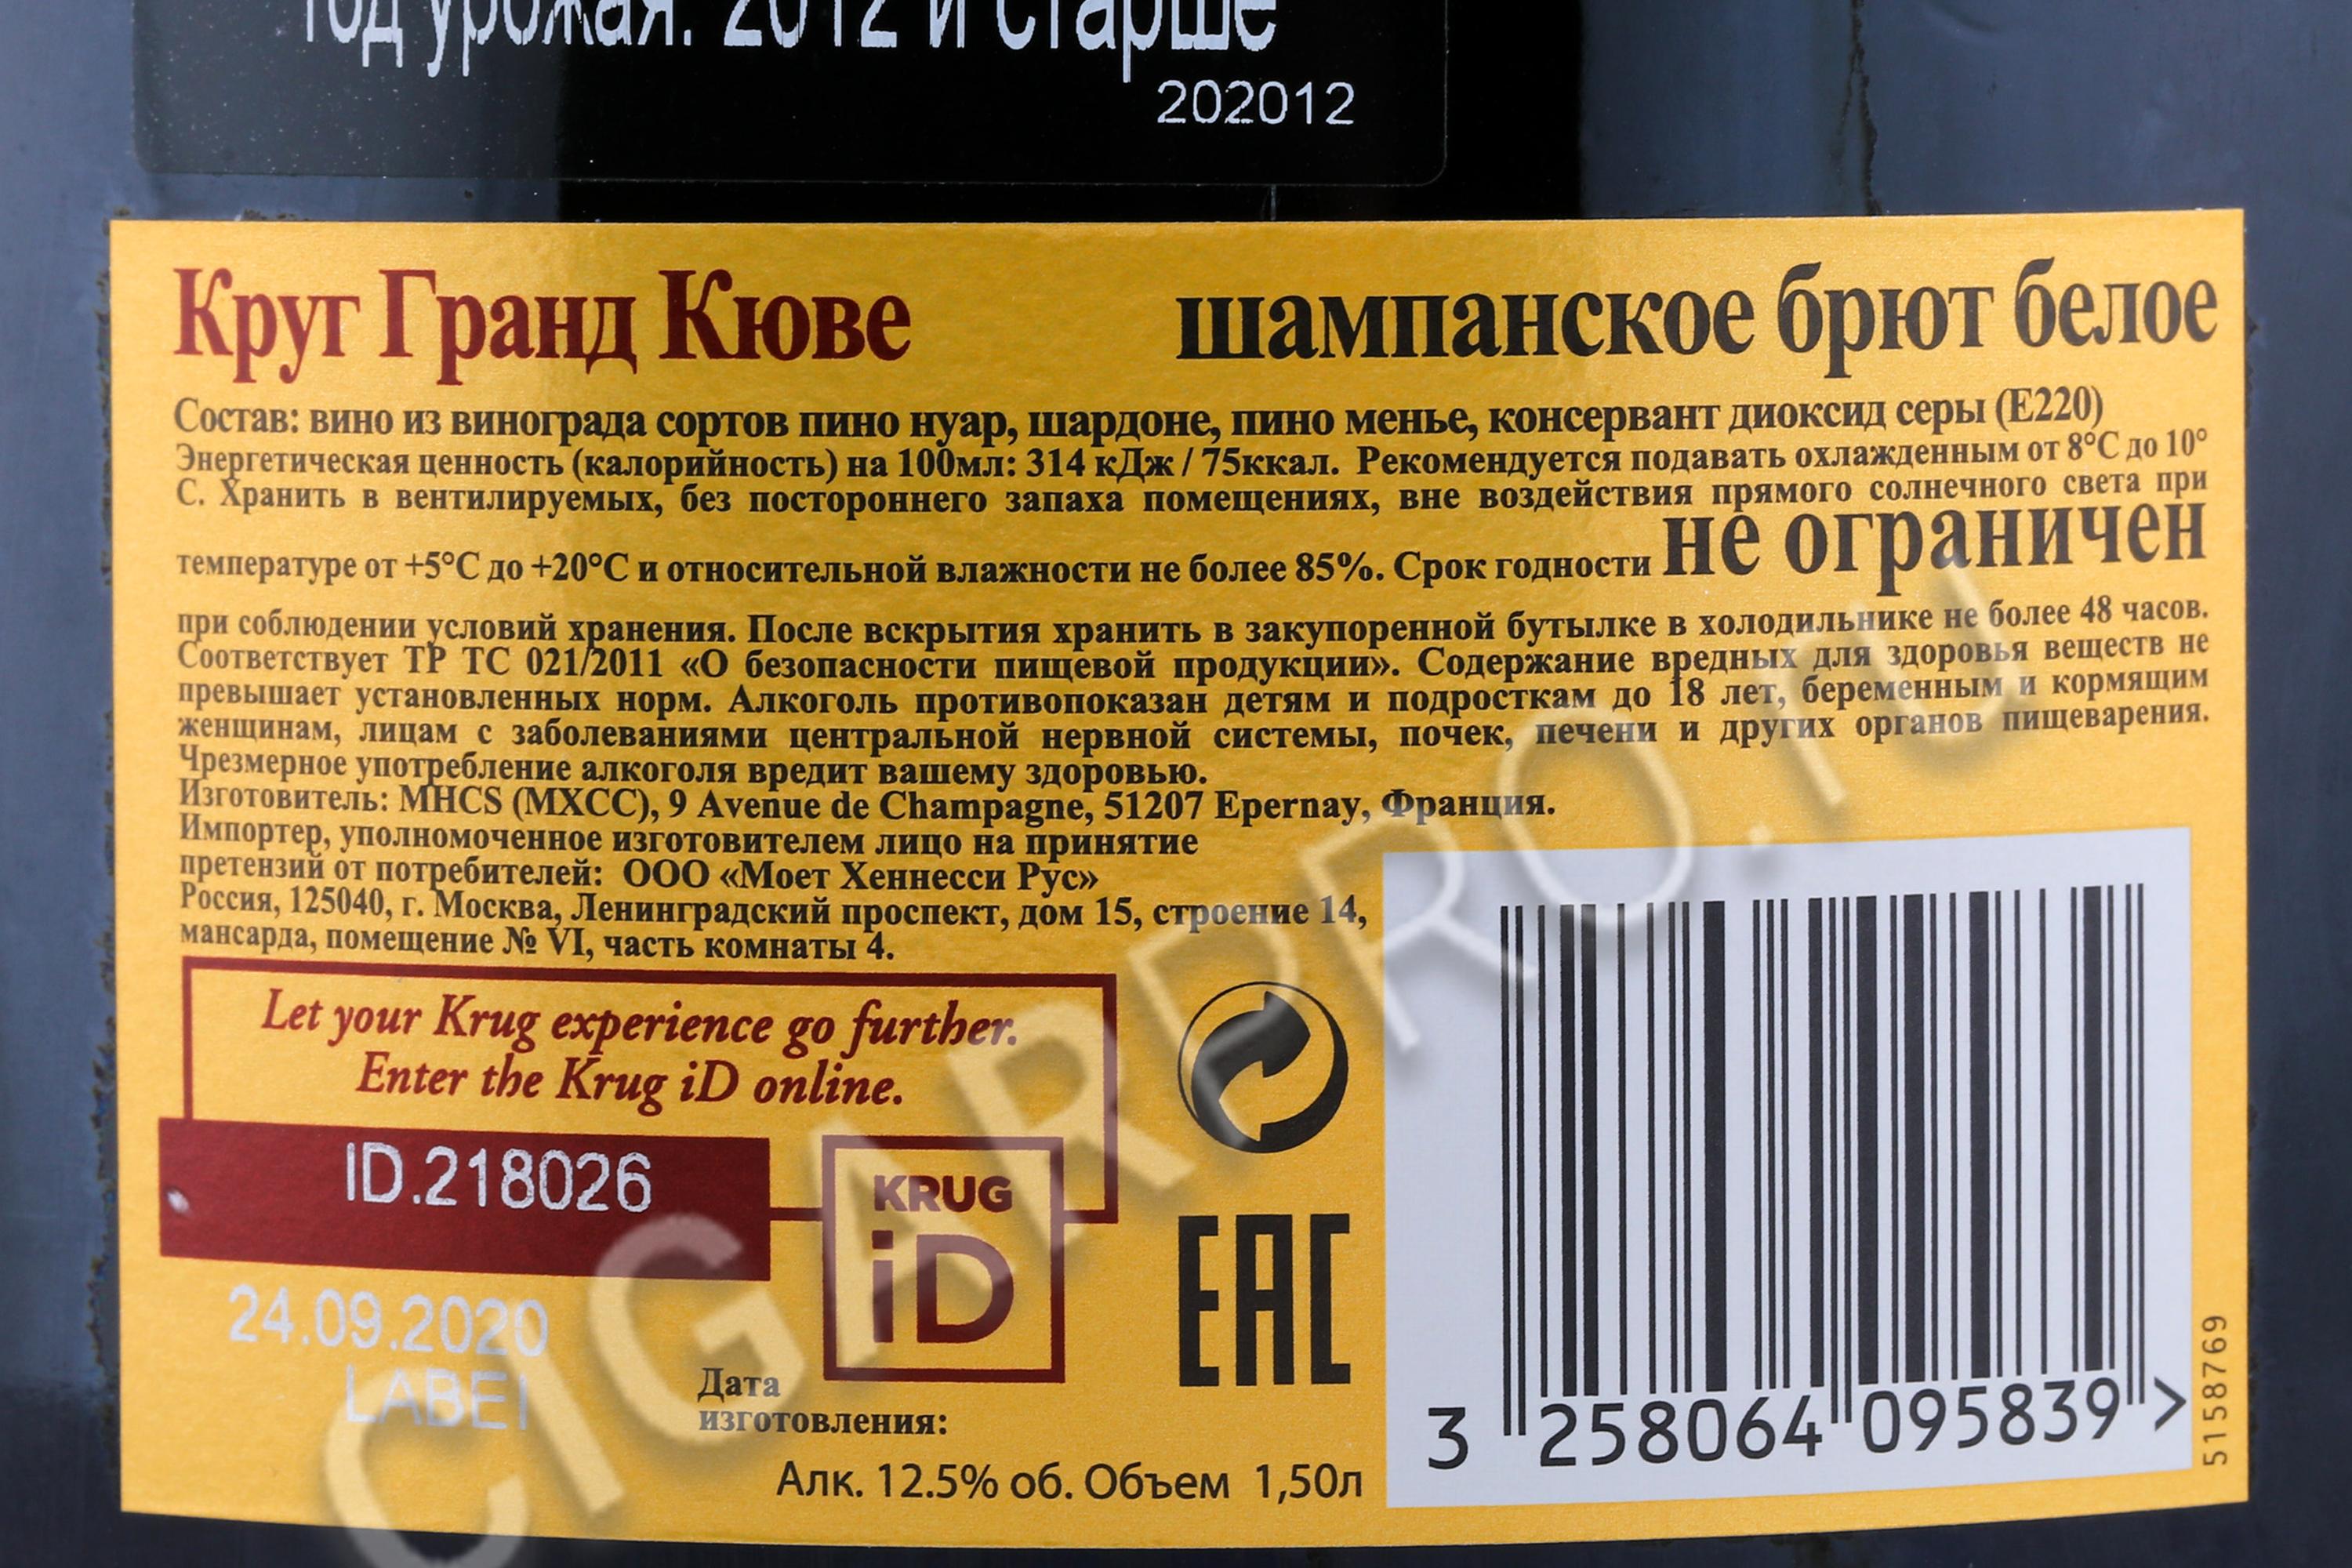 год урожая: 2012 и старше
202012
Круг Гранд Кюве шампанское брют белое
Состав: вино из винограда сортов пино нуар, шардоне, пино менье, консервант диоксид серы (Е220)
Энергетическая ценность (калорийность) на 100мл: 314 кДж / 75ккал. Рекомендуется подавать охлажденным от 8°С до 10°
С. Хранить в вентилируемых, без постороннего запаха помещениях, вне воздействия прямого солнечного света при
температуре от +5°С до +20°С и относительной влажности не более 85%. Срок годности не ограничен
при соблюдении условий хранения. После вскрытия хранить в закупоренной бутылке в холодильнике не более 48 часов.
Соответствует ТР ТС 021/2011 «О безопасности пищевой продукции». Содержание вредных для здоровья веществ не
превышает установленных норм. Алкоголь противопоказан детям и подросткам до 18 лет, беременным и кормящим
женщинам, лицам с заболеваниями центральной нервной системы, почек, печени и других органов пищеварения.
Чрезмерное употребление алкоголя вредит вашему здоровью.
Изготовитель: MHCS (МХСС), 9 Avenue de Champagne, 51207 Epernay, Франция.
Импортер, уполномоченное изготовителем лицо на принятие
претензий от потребителей: ООО «Моет Хеннесси Рус»
Россия, 125040, г. Москва, Ленинградский проспект, дом 15, строение 14,
мансарда, помещение № VI, часть комнаты 4.
Let your Krug experience go further.
Enter the Krug iD online.
ID.218026
KRUG
iD
24.09.2020
LABEL
Дата
изготовления:
EAC
Алк. 12.5% об. Объем 1,50л
3 258064 095839 >
5158769
CIGARPRO.ru